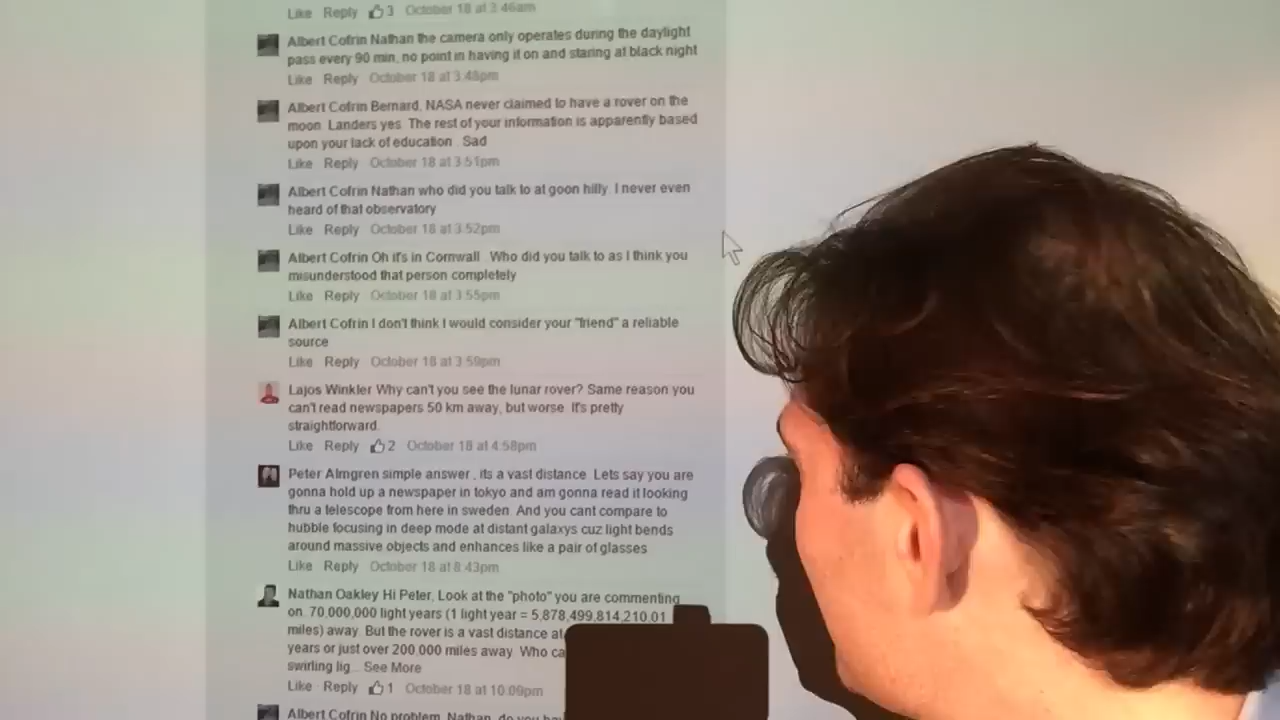 Like Reply 3 October 18 at 3:46am
Albert Cofrin Nathan the camera only operates during the daylight
pass every 90 min, no point in having it on and staring at black night
Like Reply October 18 at 3:48pm
Albert Cofrin Bernard, NASA never claimed to have a rover on the
moon. Landers yes. The rest of your information is apparently based
upon your lack of education . Sad
Like Reply October 18 at 3:51pm
Albert Cofrin Nathan who did you talk to at goon hilly. I never even
heard of that observatory
Like Reply October 18 at 3:52pm
Albert Cofrin Oh it's in Cornwall . Who did you talk to as I think you
misunderstood that person completely
Like Reply October 18 at 3:55pm
Albert Cofrin I don't think I would consider your "friend" a reliable
source
Like Reply October 18 at 3:59pm
Lajos Winkler Why can't you see the lunar rover? Same reason you
can't read newspapers 50 km away, but worse. It's pretty
straightforward.
Like Reply 2 October 18 at 4:58pm
Peter Almgren simple answer , its a vast distance. Lets say you are
gonna hold up a newspaper in tokyo and am gonna read it looking
thru a telescope from here in sweden. And you cant compare to
hubble focusing in deep mode at distant galaxys cuz light bends
around massive objects and enhances like a pair of glasses
Like Reply October 18 at 8:43pm
Nathan Oakley Hi Peter, Look at the "photo" you are commenting
on. 70,000,000 light years (1 light year = 5,878,499,814,210.01
miles) away. But the rover is a vast distance at
years or just over 200,000 miles away. Who ca
swirling lig... See More
Like · Reply · 1 October 18 at 10:09pm
Albert Cofrin No problem, Nathan, do you